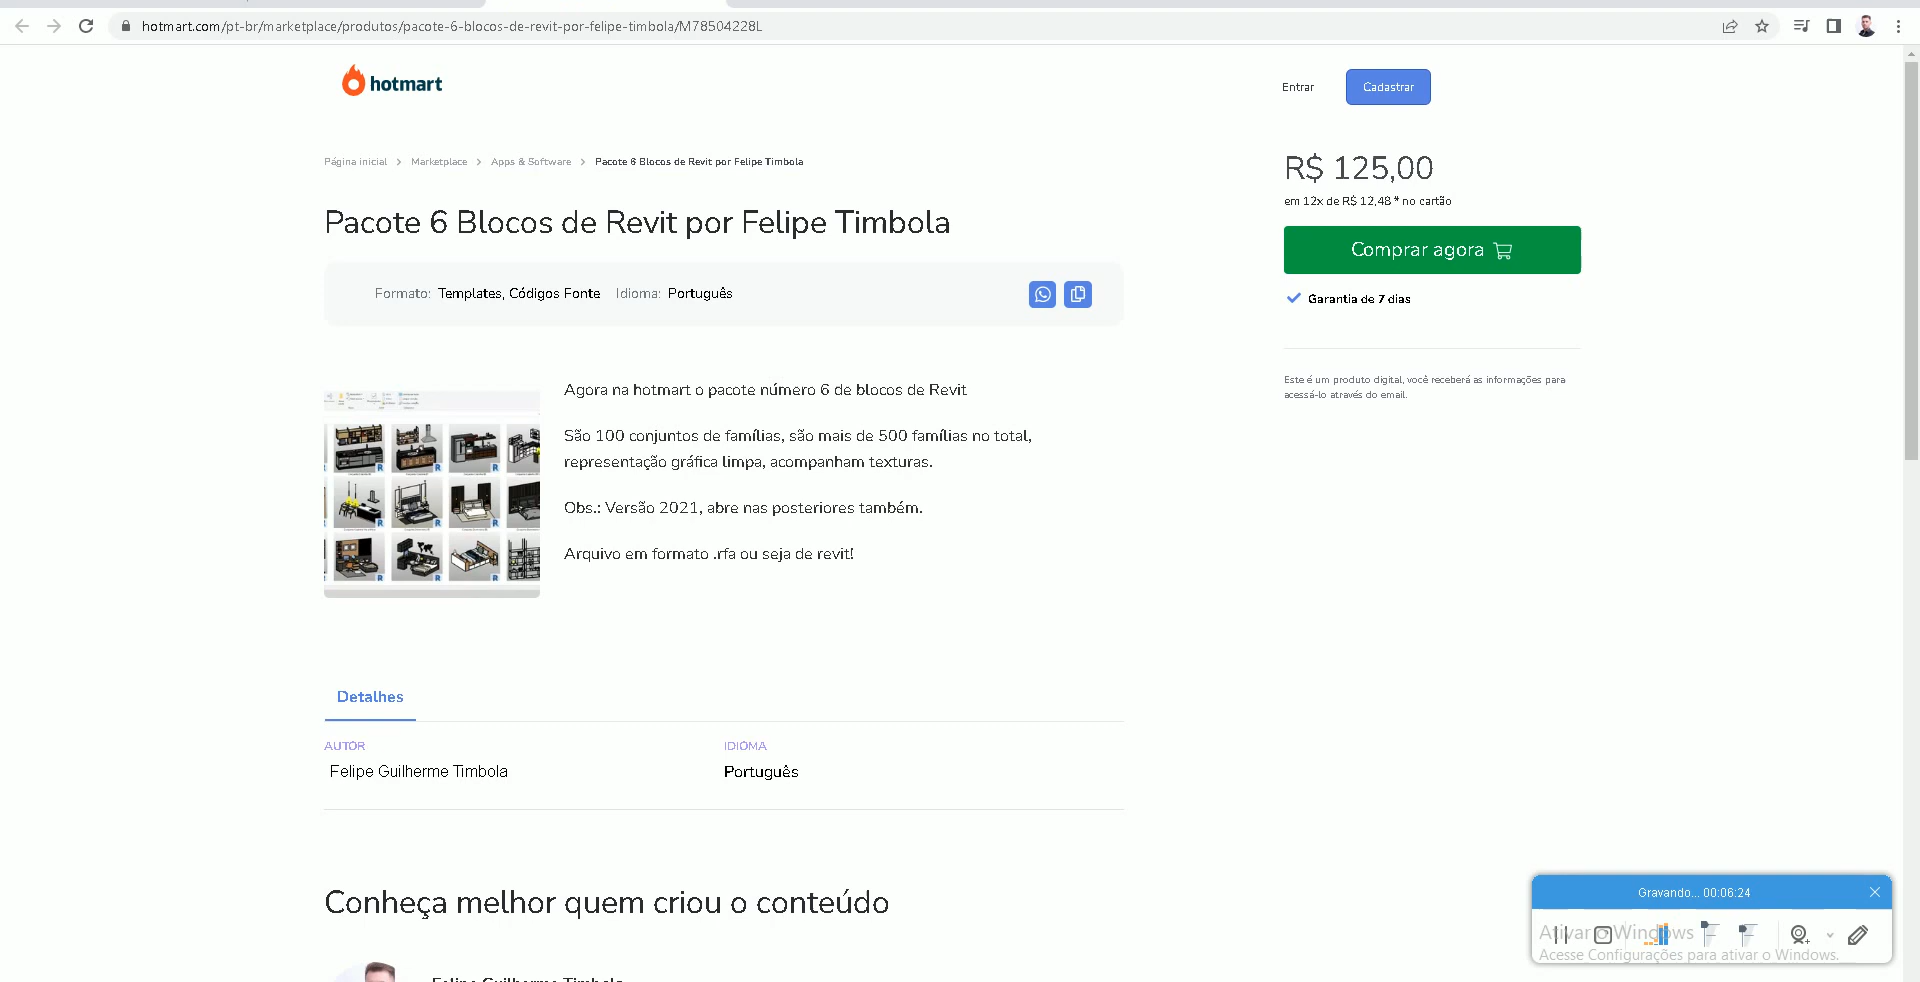 hotmart.com/pt-br/marketplace/produtos/pacote-6-blocos-de-revit-por-felipe-timbola/M78504228L
hotmart
Entrar
Cadastrar
Página inicial > Marketplace > Apps & Software > Pacote 6 Blocos de Revit por Felipe Timbola
R$ 125,00
em 12x de R$ 12,48 * no cartão
Pacote 6 Blocos de Revit por Felipe Timbola
Comprar agora
Formato: Templates, Códigos Fonte Idioma: Português
Garantia de 7 dias
Este é um produto digital, você receberá as informações para
acessá-lo através do email.
Agora na hotmart o pacote número 6 de blocos de Revit
São 100 conjuntos de famílias, são mais de 500 famílias no total,
representação gráfica limpa, acompanham texturas.
Obs.: Versão 2021, abre nas posteriores também.
Arquivo em formato .rfa ou seja de revit!
Detalhes
AUTOR
Felipe Guilherme Timbola
IDIOMA
Português
Conheça melhor quem criou o conteúdo
Felipe Guilherme Timbola
Gravando... 00:06:24
Ativar o Windows
Acesse Configurações para ativar o Windows.